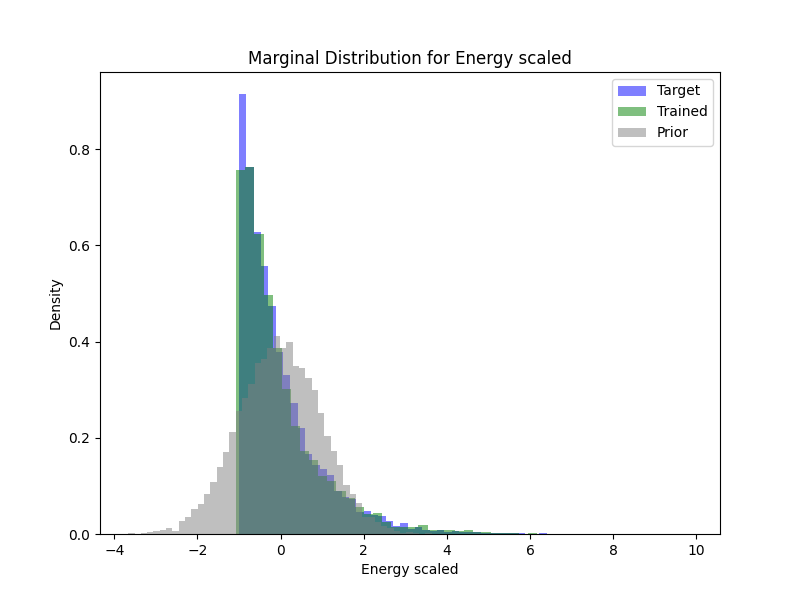 Marginal Distribution for Energy scaled
Target
Trained
Prior
Density
0.8
0.6
0.4
0.2
0.0
−4 −2 0 2 4 6 8 10
Energy scaled